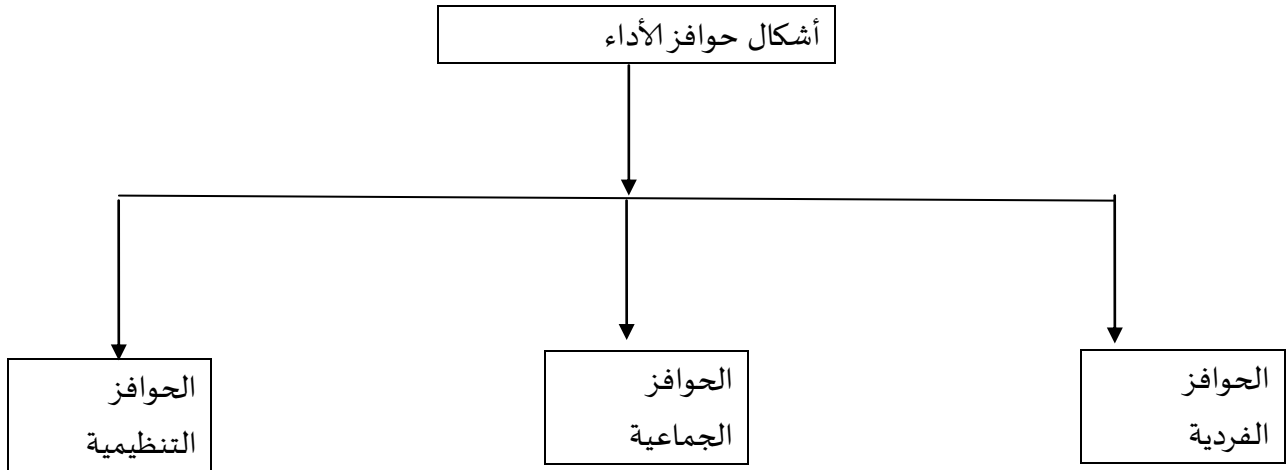 أشكال حوافز الأداء
الحوافز
الفردية
الحوافز
الجماعية
الحوافز
التنظيمية